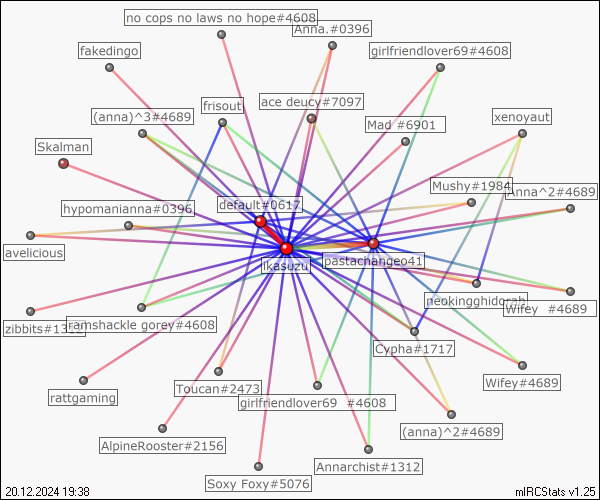 no cops no laws no hope#4608
Anna.#0396
fakedingo
girlfriendlover69#4608
frisout
ace deucy#7097
(anna)^3#4689
Mad #6901
xenoyaut
Skalman
Mushy#1984
Anna^2#4689
default#0617
hypomanianna#0396
avelicious
ikasuzu
pastachangeo41
neokingghidorah
Wifey #4689
zibbits#13
ramshackle gorey#4608
Cypha#1717
Wifey#4689
rattgaming
Toucan#2473
girlfriendlover69 #4608
(anna)^2#4689
AlpineRooster#2156
Annarchist#1312
Soxy Foxy#5076
20.12.2024 19:38
mIRCStats v1.25